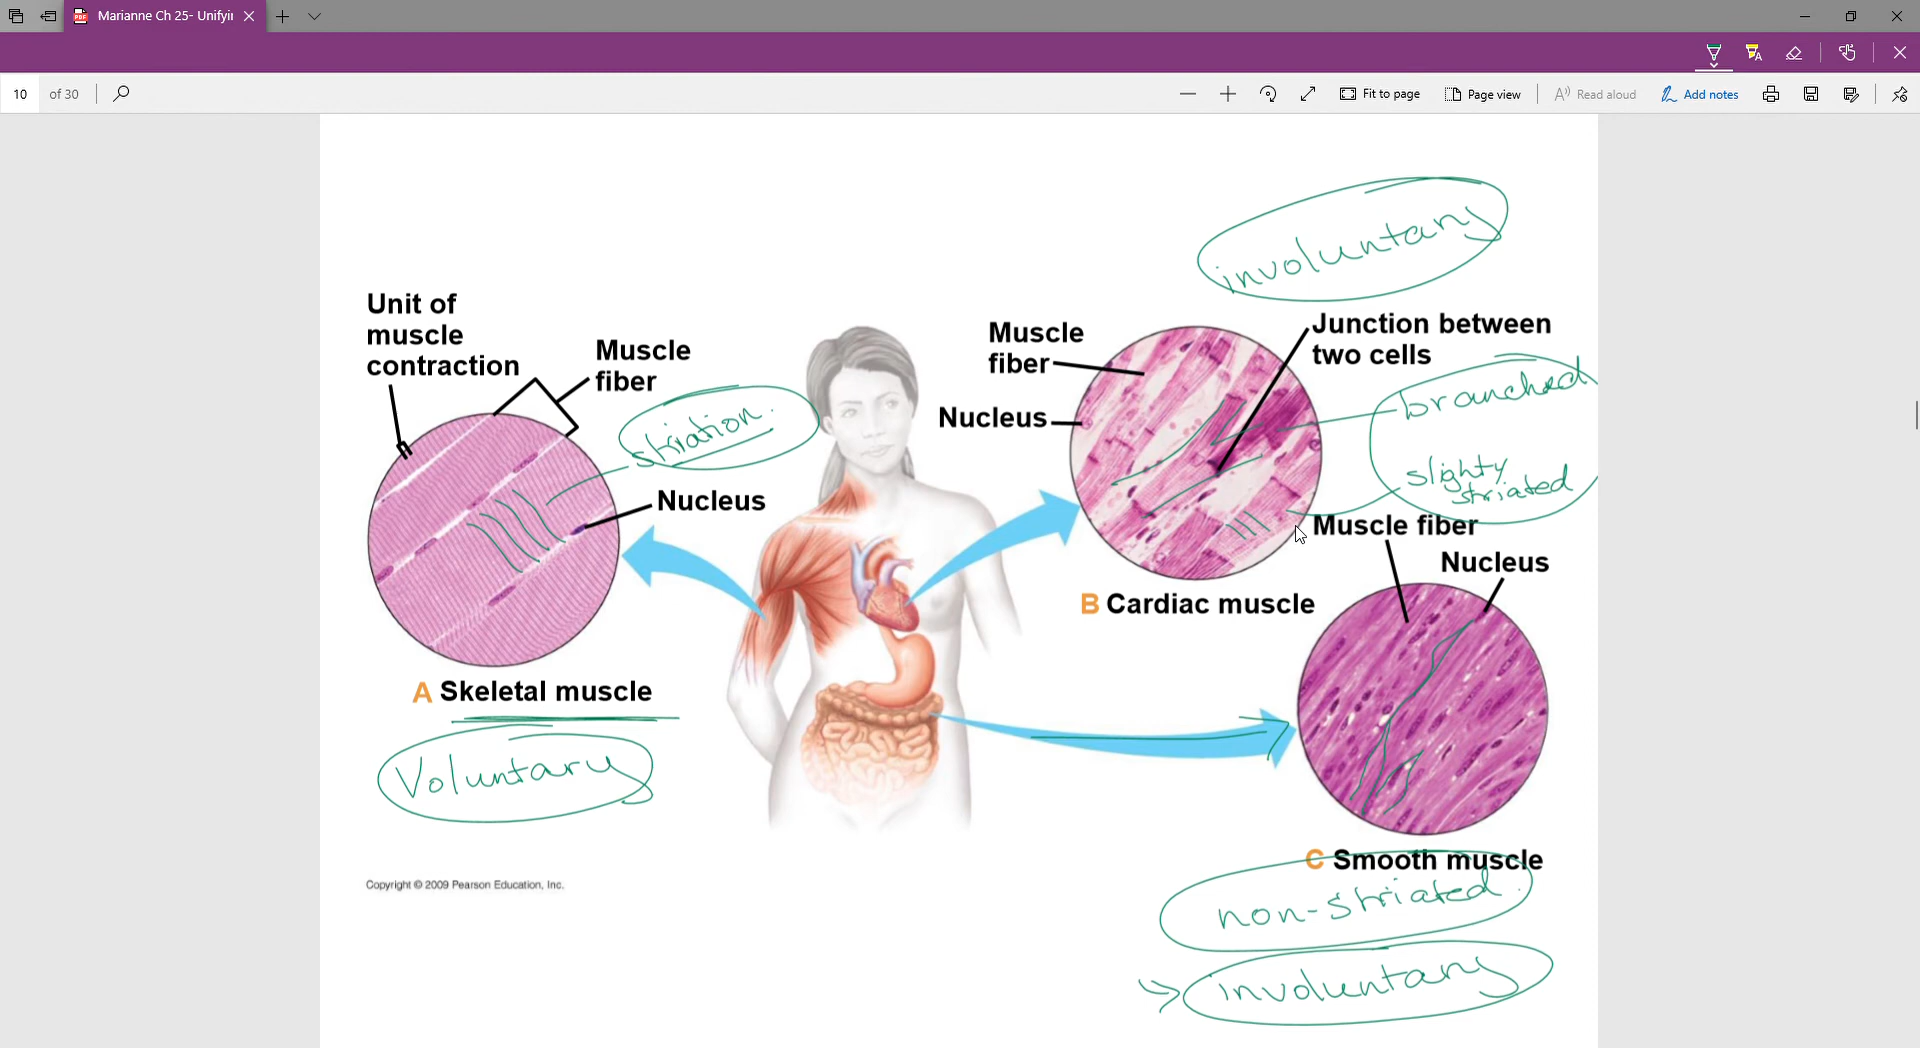 Marianne Ch 25- Unifyi
10 of 30
Fit to page
Page view
Read aloud
Add notes
involuntary
Unit of
muscle
contraction
Muscle
fiber
striation.
Nucleus
A Skeletal muscle
Voluntary
Muscle
fiber
Nucleus
Junction between
two cells
branched
slighty
striated
B Cardiac muscle
Muscle fiber
Nucleus
C Smooth muscle
non-striated.
involuntary
Copyright © 2009 Pearson Education, Inc.